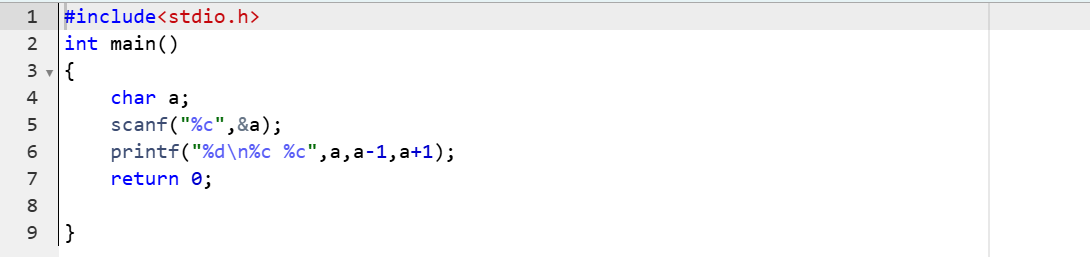 1 #include<stdio.h>
2 int main()
3 {
4     char a;
5     scanf("%c",&a);
6     printf("%d\n%c %c",a,a-1,a+1);
7     return 0;
8
9 }